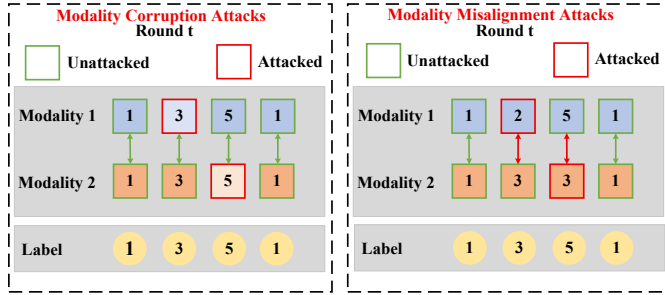 Modality Corruption Attacks
Round t
Unattacked Attacked
Modality 1 1 3 5 1
Modality 2 1 3 5 1
Label 1 3 5 1
Modality Misalignment Attacks
Round t
Unattacked Attacked
Modality 1 1 2 5 1
Modality 2 1 3 3 1
Label 1 3 5 1